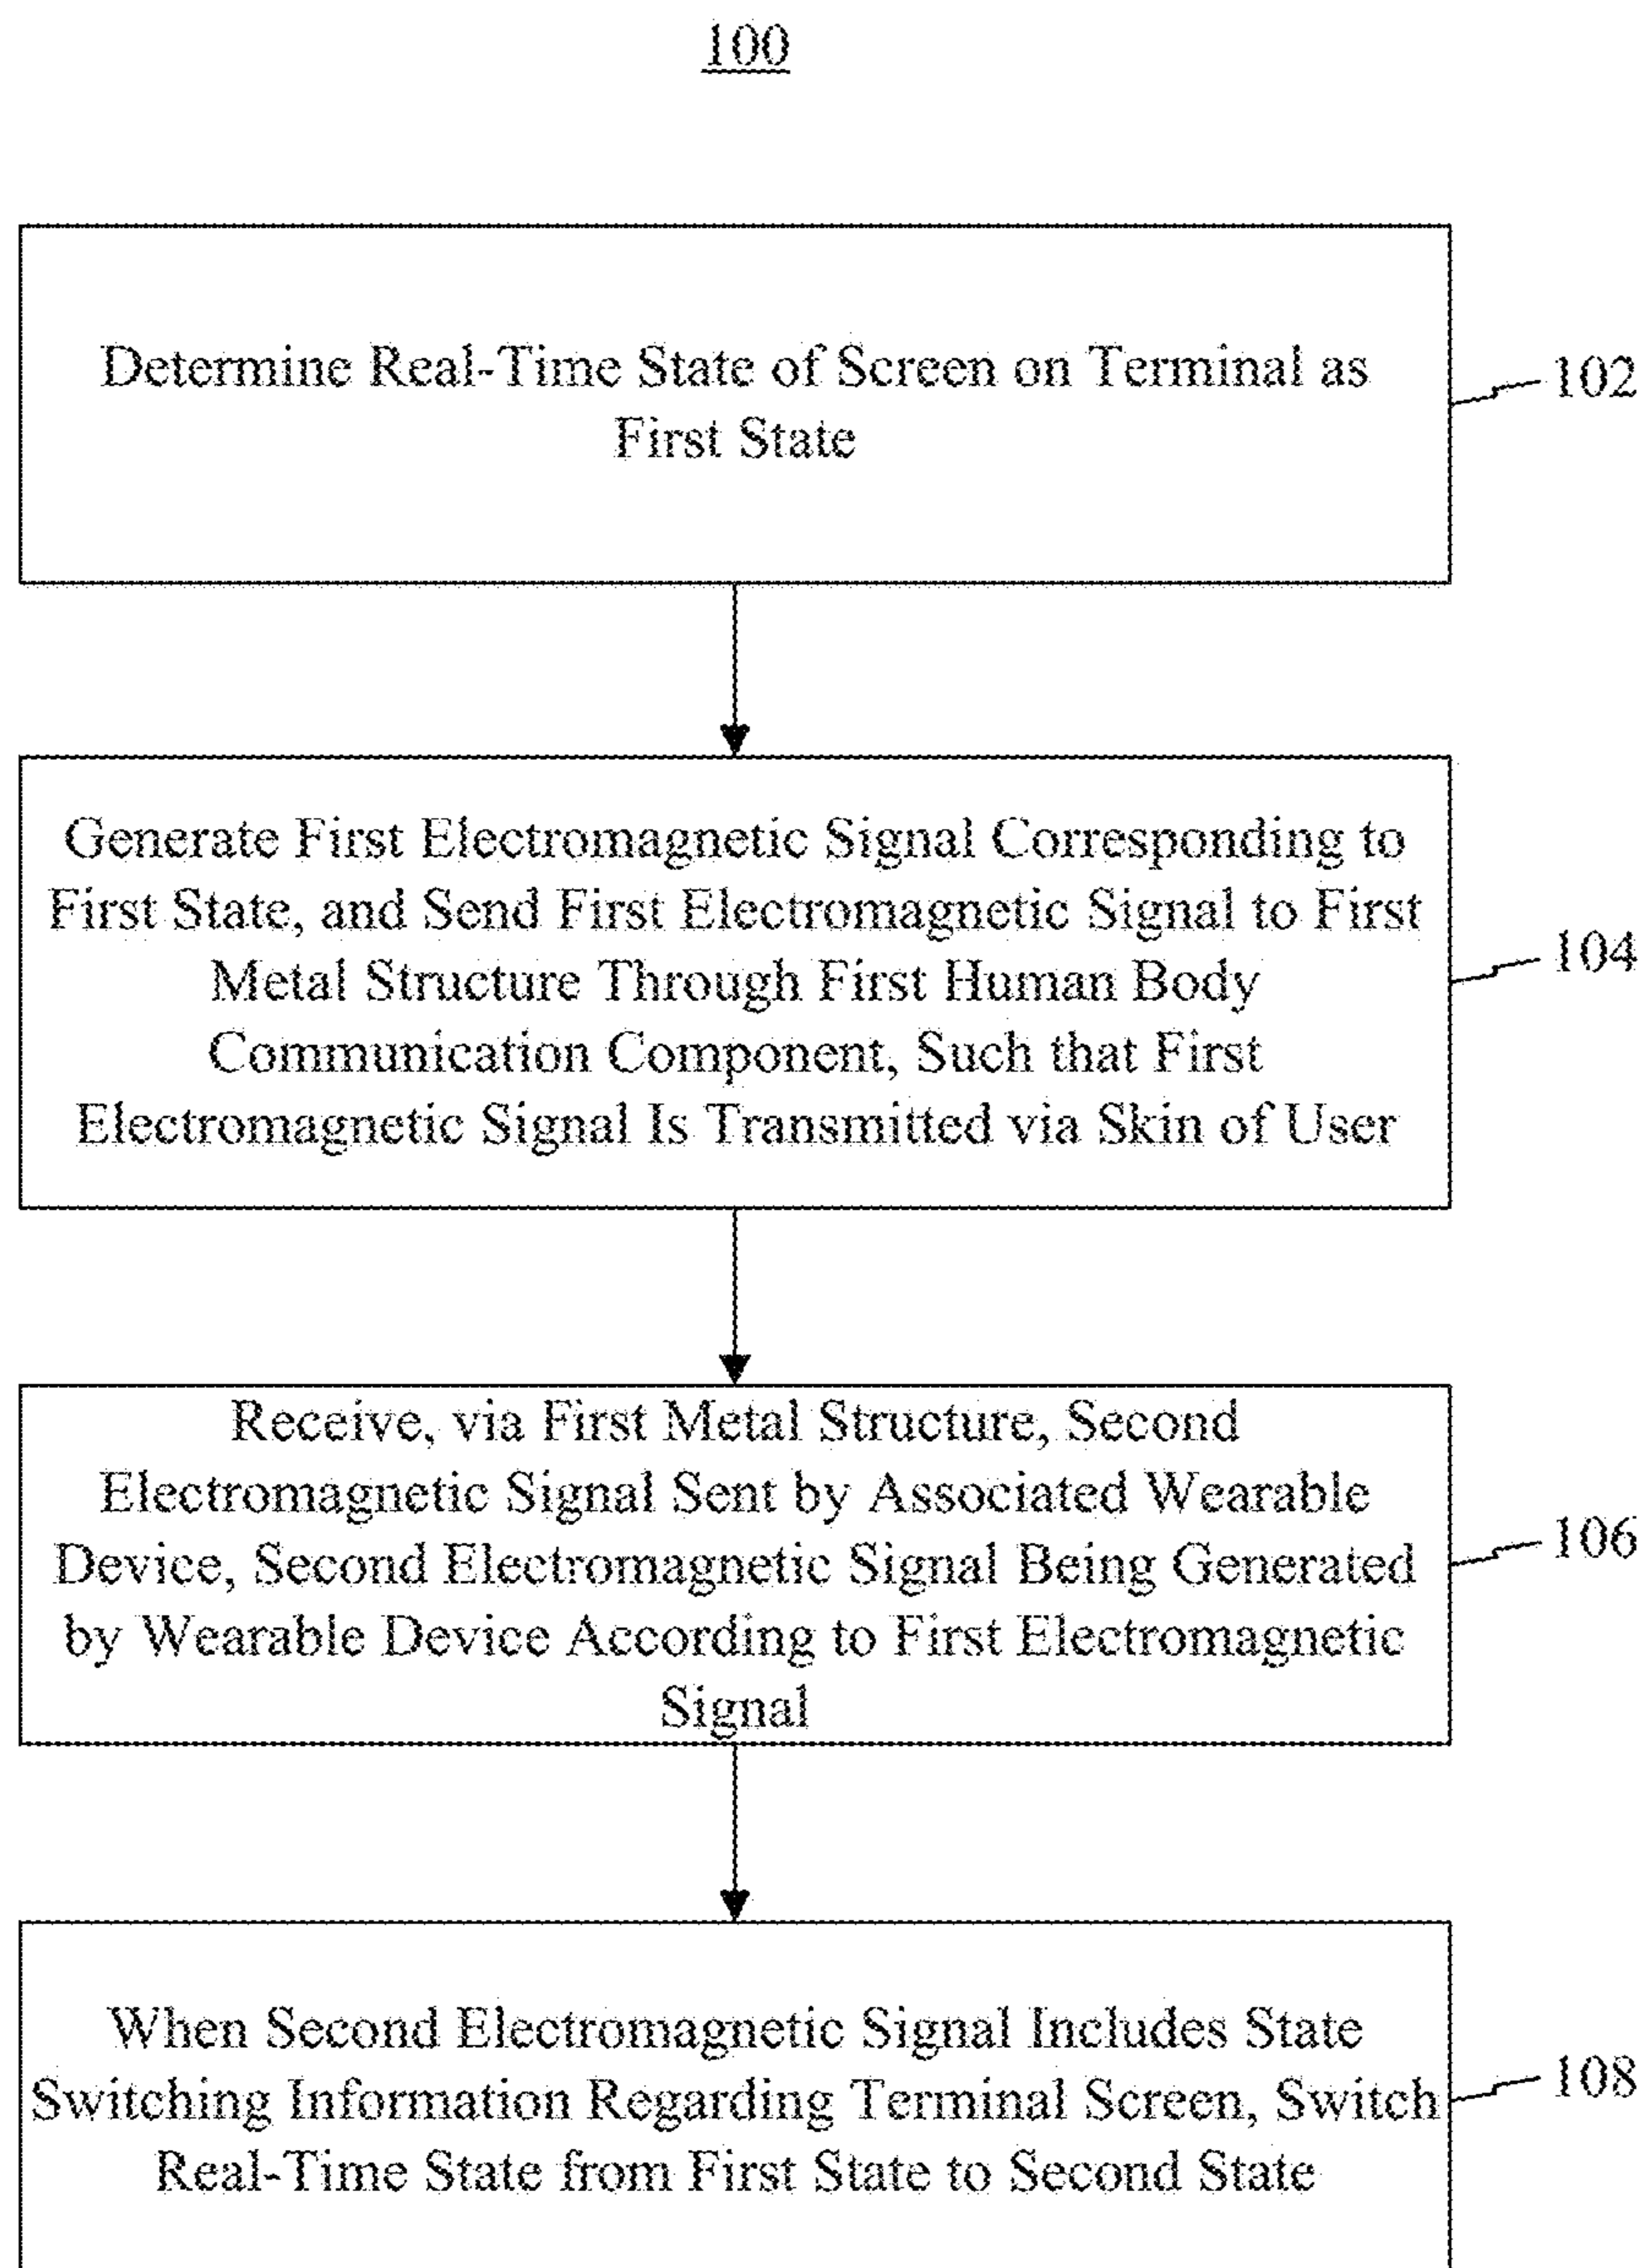 100
Determine Real-Time State of Screen on Terminal as
First State
102
Generate First Electromagnetic Signal Corresponding to
First State, and Send First Electromagnetic Signal to First
Metal Structure Through First Human Body
Communication Component, Such that First
Electromagnetic Signal Is Transmitted via Skin of User
104
Receive, via First Metal Structure, Second
Electromagnetic Signal Sent by Associated Wearable
Device, Second Electromagnetic Signal Being Generated
by Wearable Device According to First Electromagnetic
Signal
106
When Second Electromagnetic Signal Includes State
Switching Information Regarding Terminal Screen, Switch
Real-Time State from First State to Second State
108